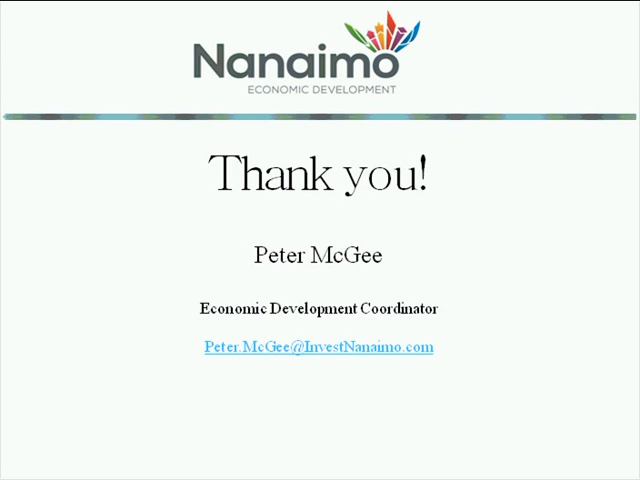 Nanaimo
ECONOMIC DEVELOPMENT
Thank you!
Peter McGee
Economic Development Coordinator
Peter.McGee@InvestNanaimo.com